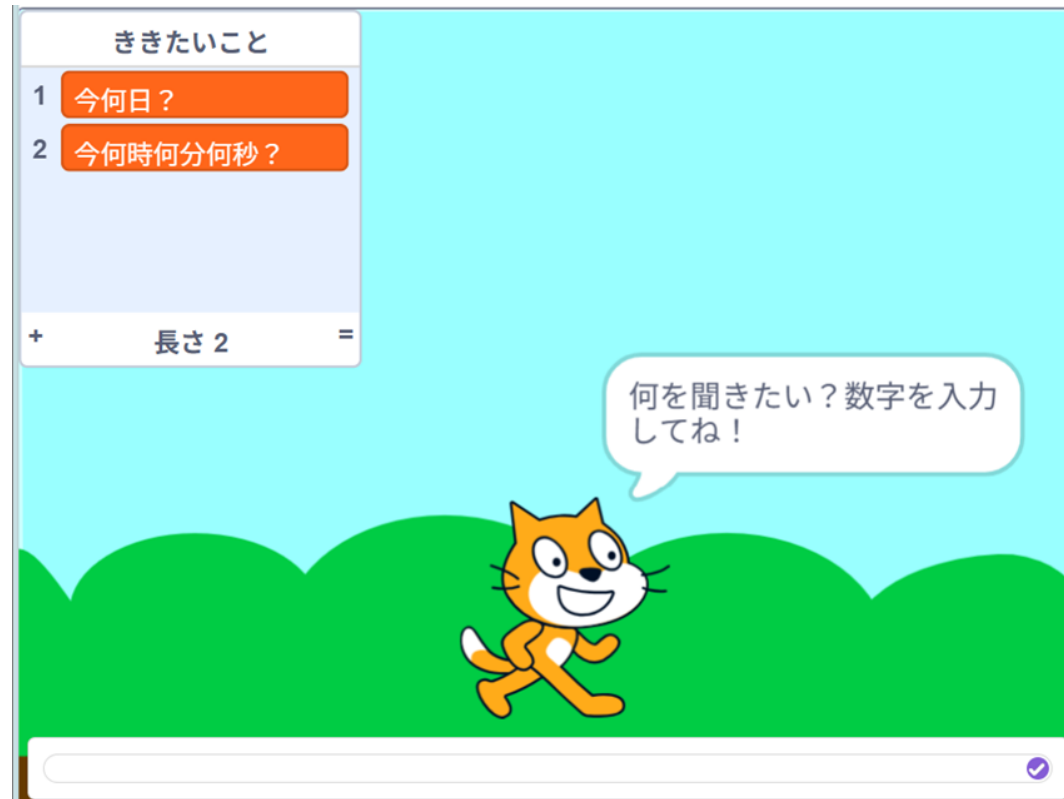 ききたいこと
1 今何日？
2 今何時何分何秒？
+ 長さ 2 =
何を聞きたい？数字を入力
してね！